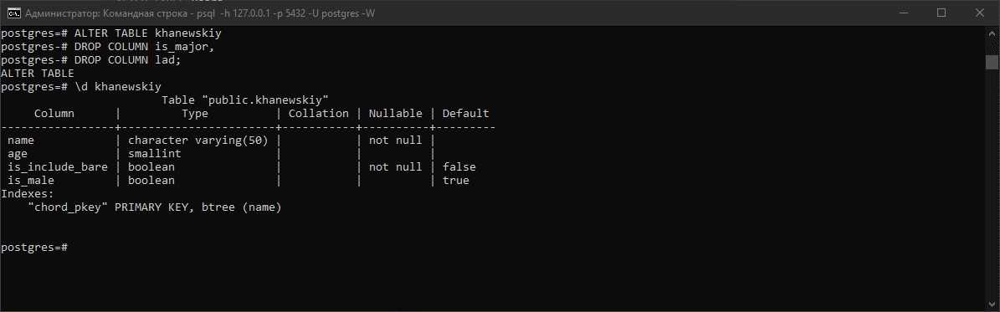 Администратор: Командная строка - psql  -h 127.0.0.1 -p 5432 -U postgres -W
postgres=# ALTER TABLE khanewskiy
postgres-# DROP COLUMN is_major,
postgres-# DROP COLUMN lad;
ALTER TABLE
postgres=# \d khanewskiy
                        Table "public.khanewskiy"
     Column      |         Type          | Collation | Nullable | Default
-----------------+-----------------------+-----------+----------+---------
 name            | character varying(50) |           | not null |
 age             | smallint              |           |          |
 is_include_bare | boolean               |           | not null | false
 is_male         | boolean               |           |          | true
Indexes:
    "chord_pkey" PRIMARY KEY, btree (name)
postgres=#